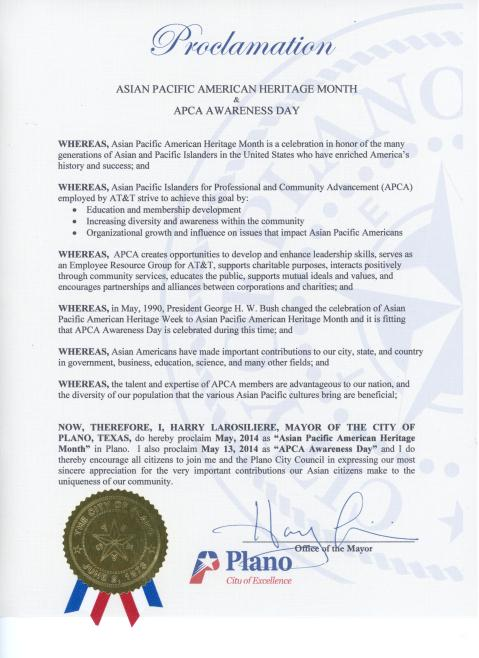 Proclamation
ASIAN PACIFIC AMERICAN HERITAGE MONTH
&
APCA AWARENESS DAY
WHEREAS, Asian Pacific American Heritage Month is a celebration in honor of the many
generations of Asian and Pacific Islanders in the United States who have enriched America's
history and success; and
WHEREAS, Asian Pacific Islanders for Professional and Community Advancement (APCA)
employed by AT&T strive to achieve this goal by:
• Education and membership development
• Increasing diversity and awareness within the community
• Organizational growth and influence on issues that impact Asian Pacific Americans
WHEREAS, APCA creates opportunities to develop and enhance leadership skills, serves as
an Employee Resource Group for AT&T, supports charitable purposes, interacts positively
through community services, educates the public, supports mutual ideals and values, and
encourages partnerships and alliances between corporations and charities; and
WHEREAS, in May, 1990, President George H. W. Bush changed the celebration of Asian
Pacific American Heritage Week to Asian Pacific American Heritage Month and it is fitting
that APCA Awareness Day is celebrated during this time; and
WHEREAS, Asian Americans have made important contributions to our city, state, and country
in government, business, education, science, and many other fields; and
WHEREAS, the talent and expertise of APCA members are advantageous to our nation, and
the diversity of our population that the various Asian Pacific cultures bring are beneficial;
NOW, THEREFORE, I, HARRY LAROSILIERE, MAYOR OF THE CITY OF
PLANO, TEXAS, do hereby proclaim May, 2014 as "Asian Pacific American Heritage
Month" in Plano. I also proclaim May 13, 2014 as "APCA Awareness Day" and I do
thereby encourage all citizens to join me and the Plano City Council in expressing our most
sincere appreciation for the very important contributions our Asian citizens make to the
uniqueness of our community.
Office of the Mayor
Plano
City of Excellence
THE CITY OF
JUNE 2, 1873
PLANO